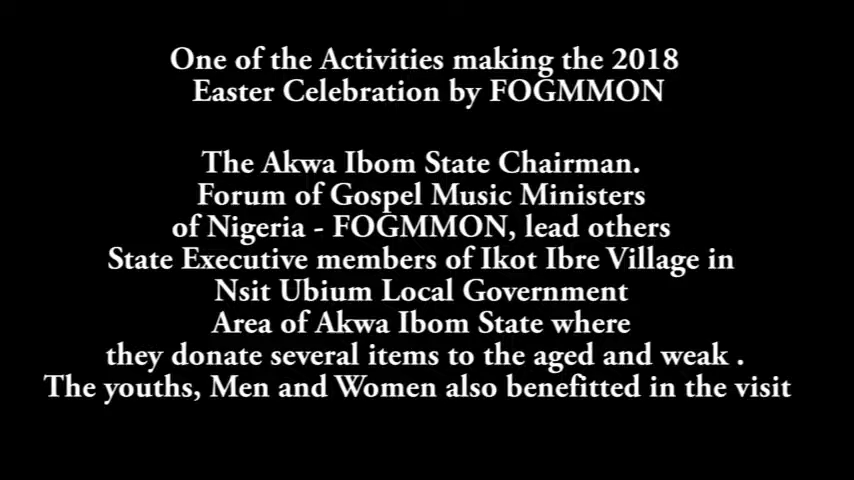 One of the Activities making the 2018
Easter Celebration by FOGMMON
The Akwa Ibom State Chairman.
Forum of Gospel Music Ministers
of Nigeria - FOGMMON, lead others
State Executive members of Ikot Ibre Village in
Nsit Ubium Local Government
Area of Akwa Ibom State where
they donate several items to the aged and weak .
The youths, Men and Women also benefitted in the visit